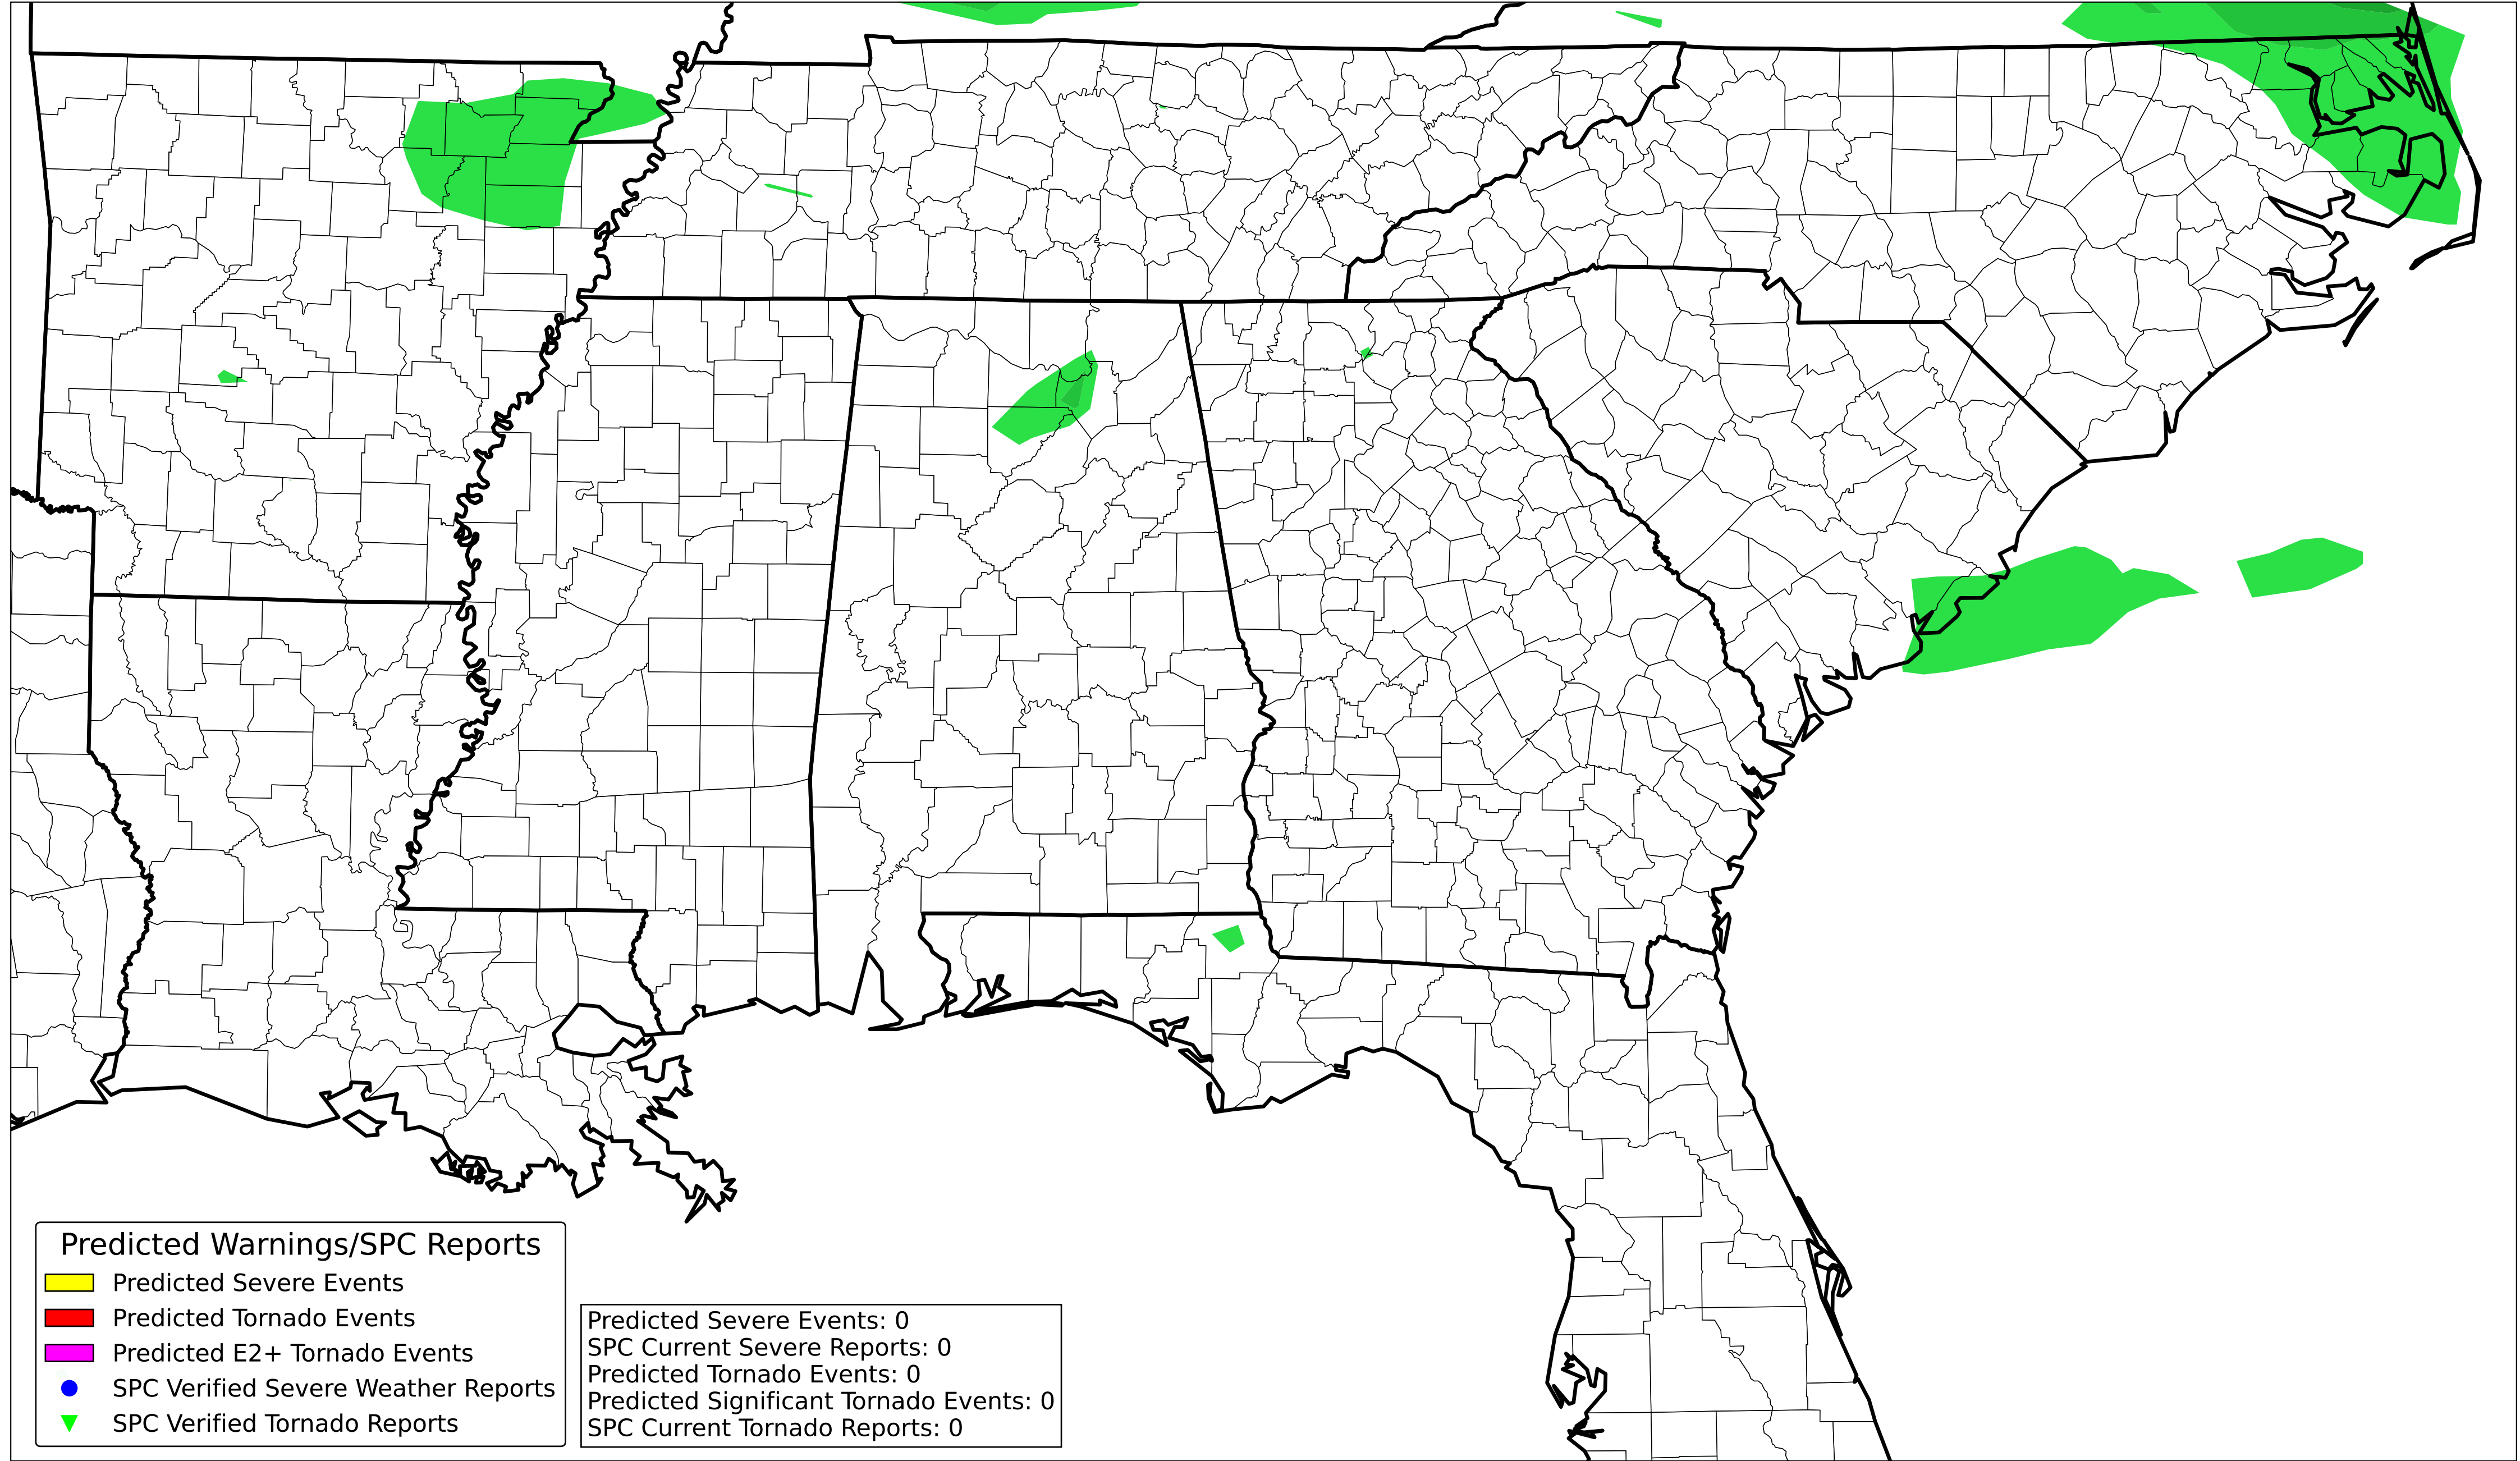 Predicted Warnings/SPC Reports
Predicted Severe Events
Predicted Tornado Events
Predicted E2+ Tornado Events
SPC Verified Severe Weather Reports
SPC Verified Tornado Reports
Predicted Severe Events: 0
SPC Current Severe Reports: 0
Predicted Tornado Events: 0
Predicted Significant Tornado Events: 0
SPC Current Tornado Reports: 0